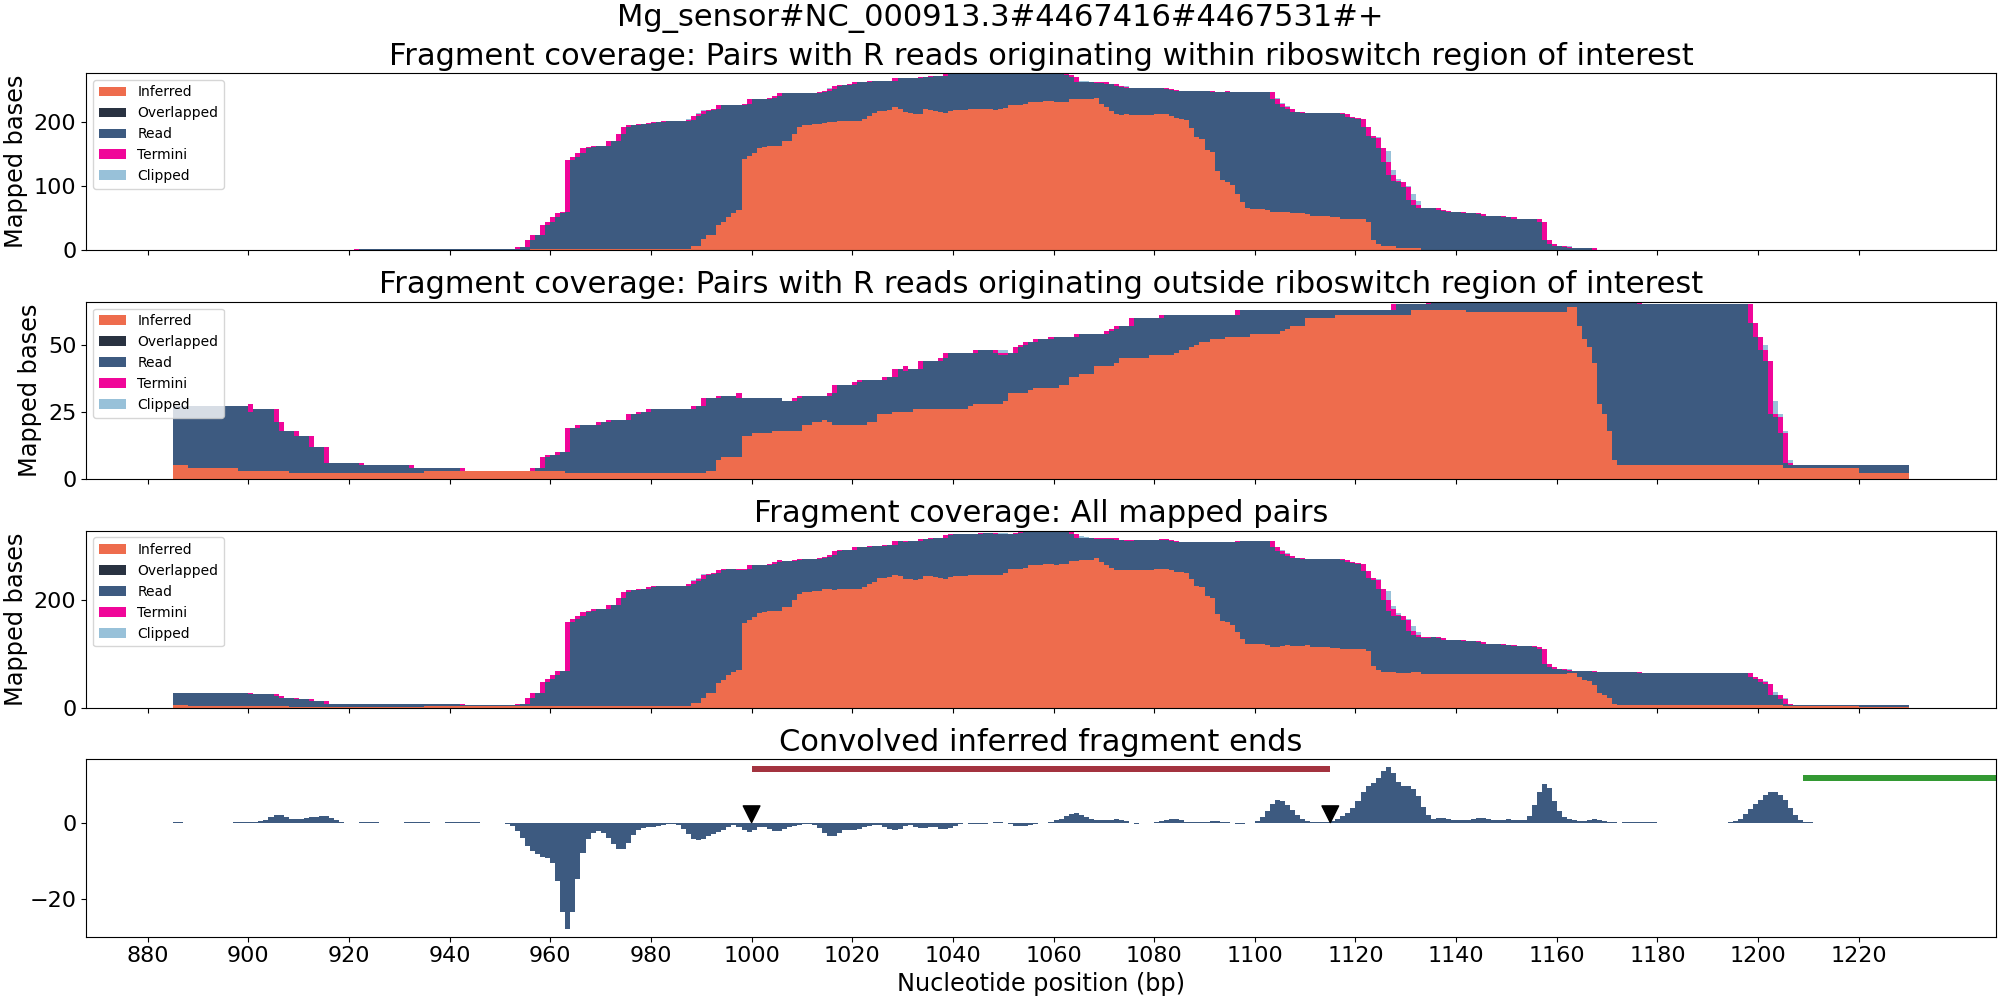 Mg_sensor#NC_000913.3#4467416#4467531#+
Fragment coverage: Pairs with R reads originating within riboswitch region of interest
Mapped bases
200
100
0
Inferred
Overlapped
Read
Termini
Clipped
Fragment coverage: Pairs with R reads originating outside riboswitch region of interest
Mapped bases
50
25
0
Inferred
Overlapped
Read
Termini
Clipped
Fragment coverage: All mapped pairs
Mapped bases
200
0
Inferred
Overlapped
Read
Termini
Clipped
Convolved inferred fragment ends
0
−20
880 900 920 940 960 980 1000 1020 1040 1060 1080 1100 1120 1140 1160 1180 1200 1220
Nucleotide position (bp)